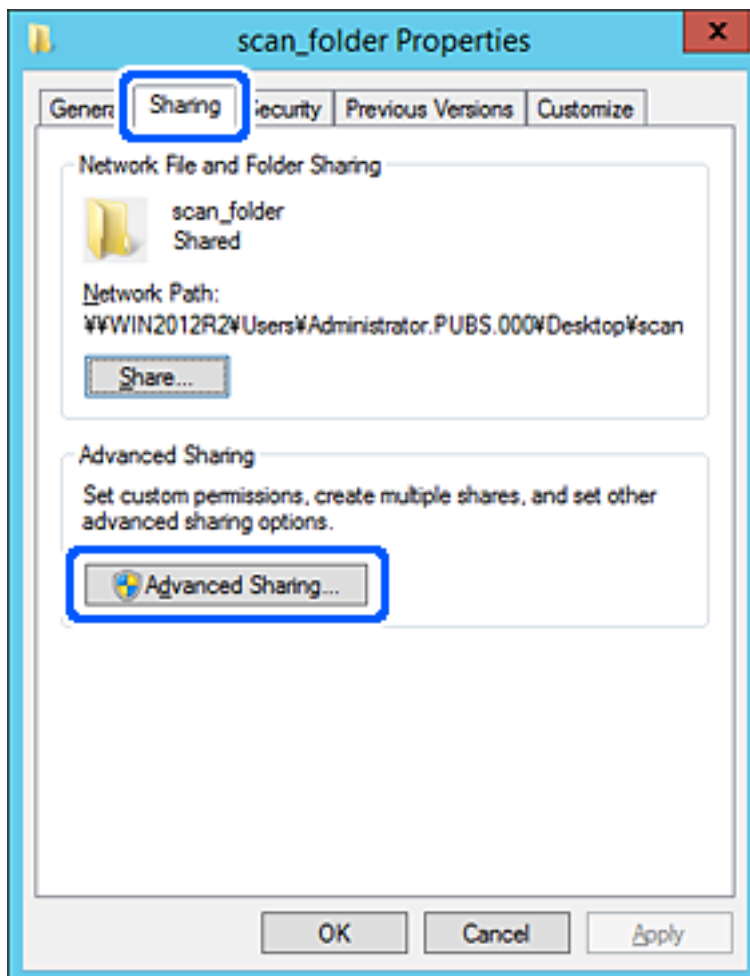 scan_folder Properties
x
Genera Sharing ecurity Previous Versions Customize
Network File and Folder Sharing
scan_folder
Shared
Network Path:
¥¥WIN2012R2¥Users¥Administrator.PUBS.000¥Desktop¥scan
Share...
Advanced Sharing
Set custom permissions, create multiple shares, and set other
advanced sharing options.
Advanced Sharing...
OK Cancel Apply